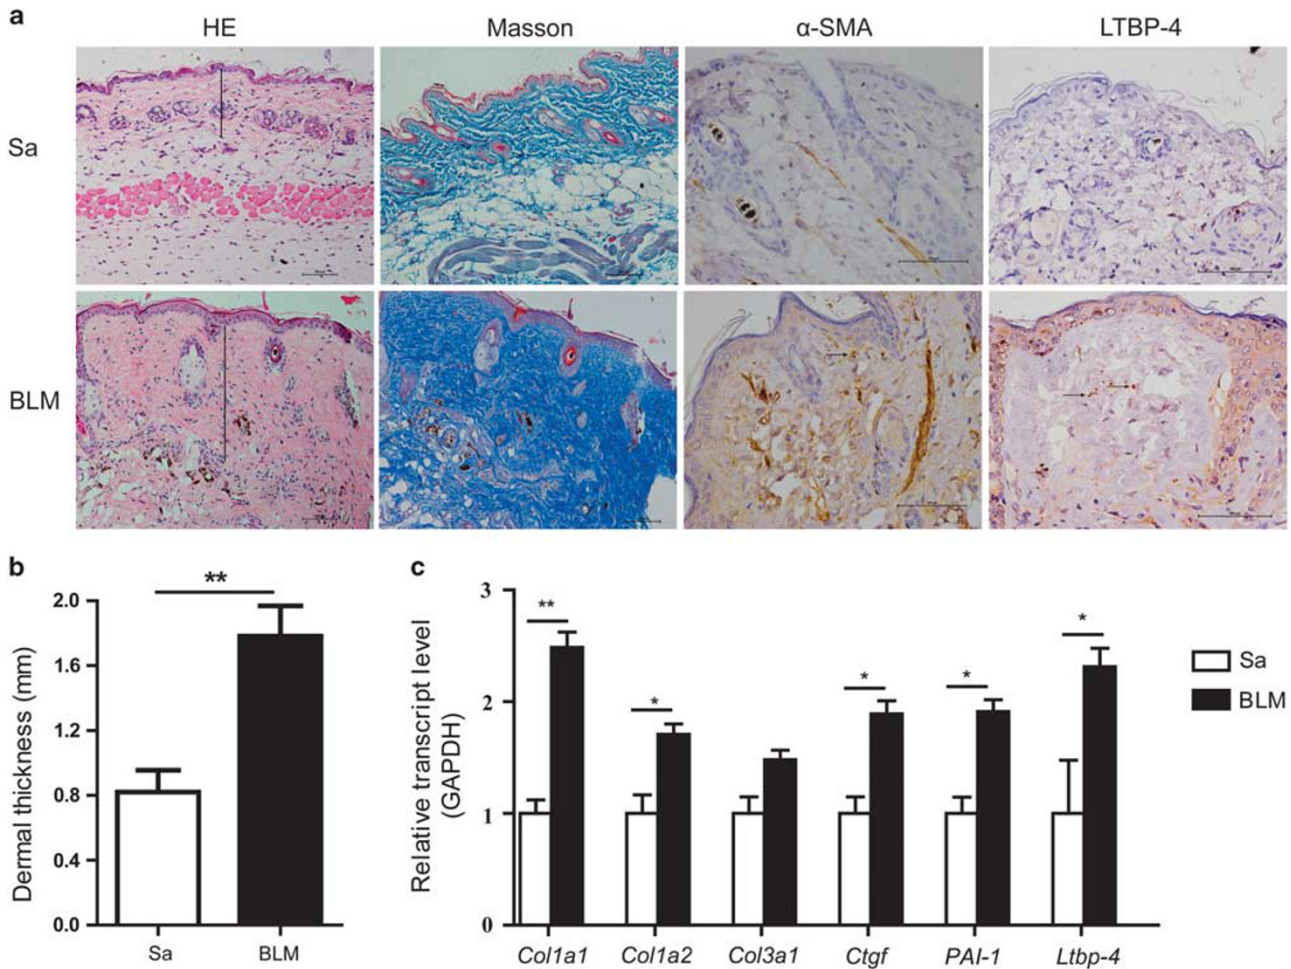 a
HE Masson α-SMA LTBP-4
Sa
BLM
b
**
2.0
1.6
1.2
0.8
0.4
0.0
Dermal thickness (mm)
Sa BLM
c
3
2
1
0
Relative transcript level
(GAPDH)
**
*
*
*
*
Col1a1 Col1a2 Col3a1 Ctgf PAI-1 Ltbp-4
Sa
BLM